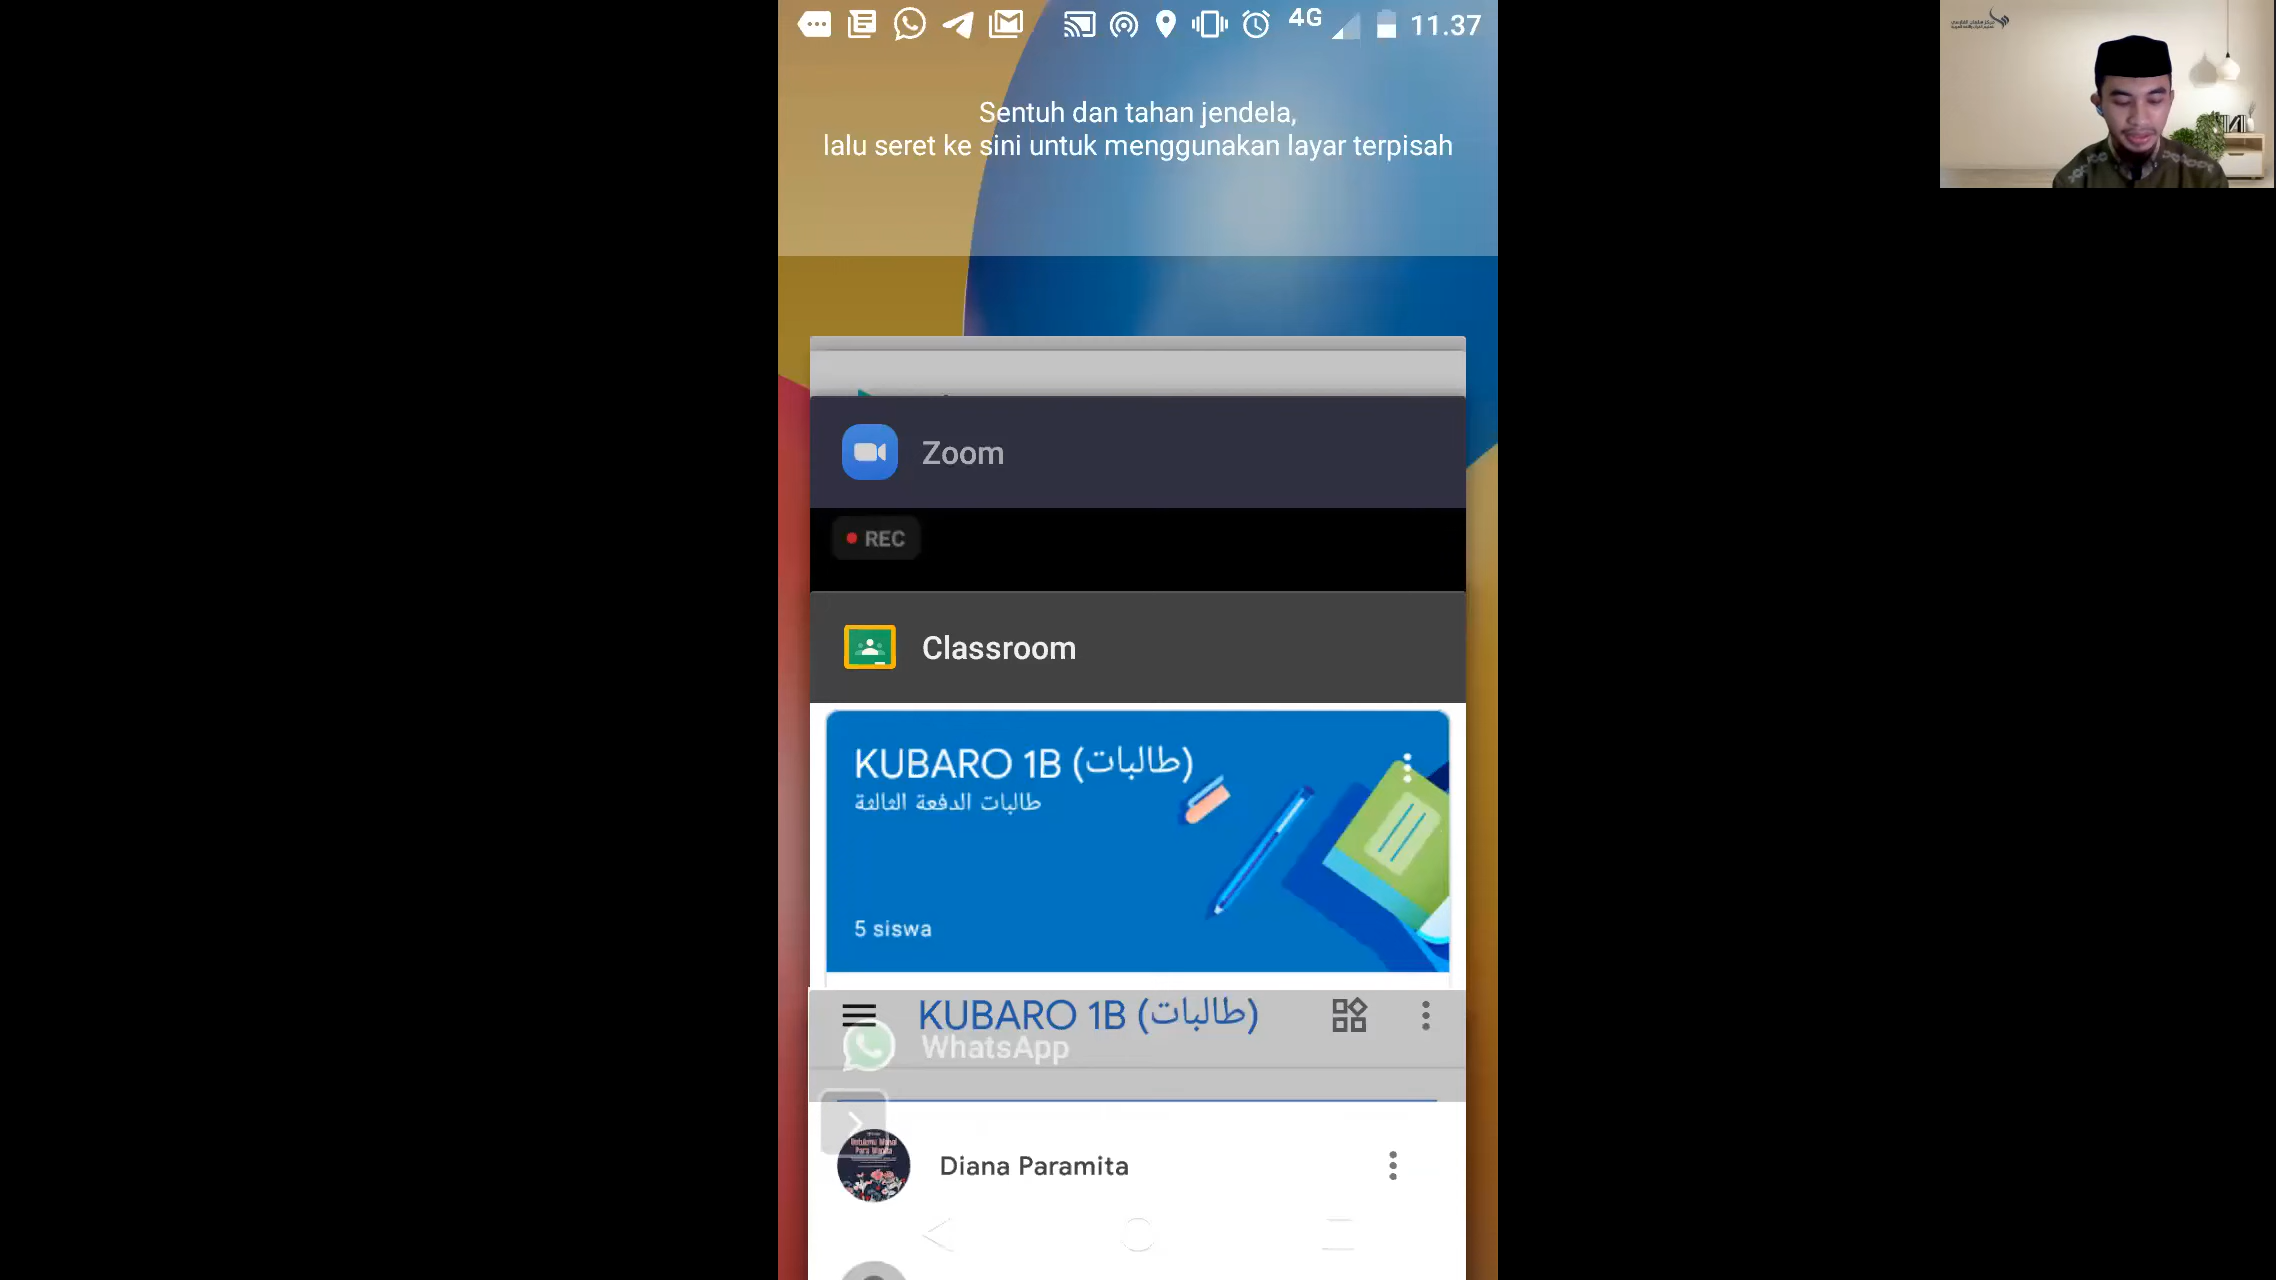 4G 11.37
Sentuh dan tahan jendela,
lalu seret ke sini untuk menggunakan layar terpisah
Zoom
REC
Classroom
KUBARO 1B (طالبات)
طالبات الدفعة الثالثة
5 siswa
KUBARO 1B (طالبات)
WhatsApp
Diana Paramita